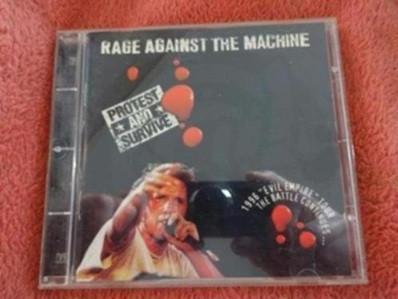 RAGE AGAINST THE MACHINE
PROTEST
AND
SURVIVE
1996 "EVIL EMPIRE" TOUR
THE BATTLE CONTINUES...